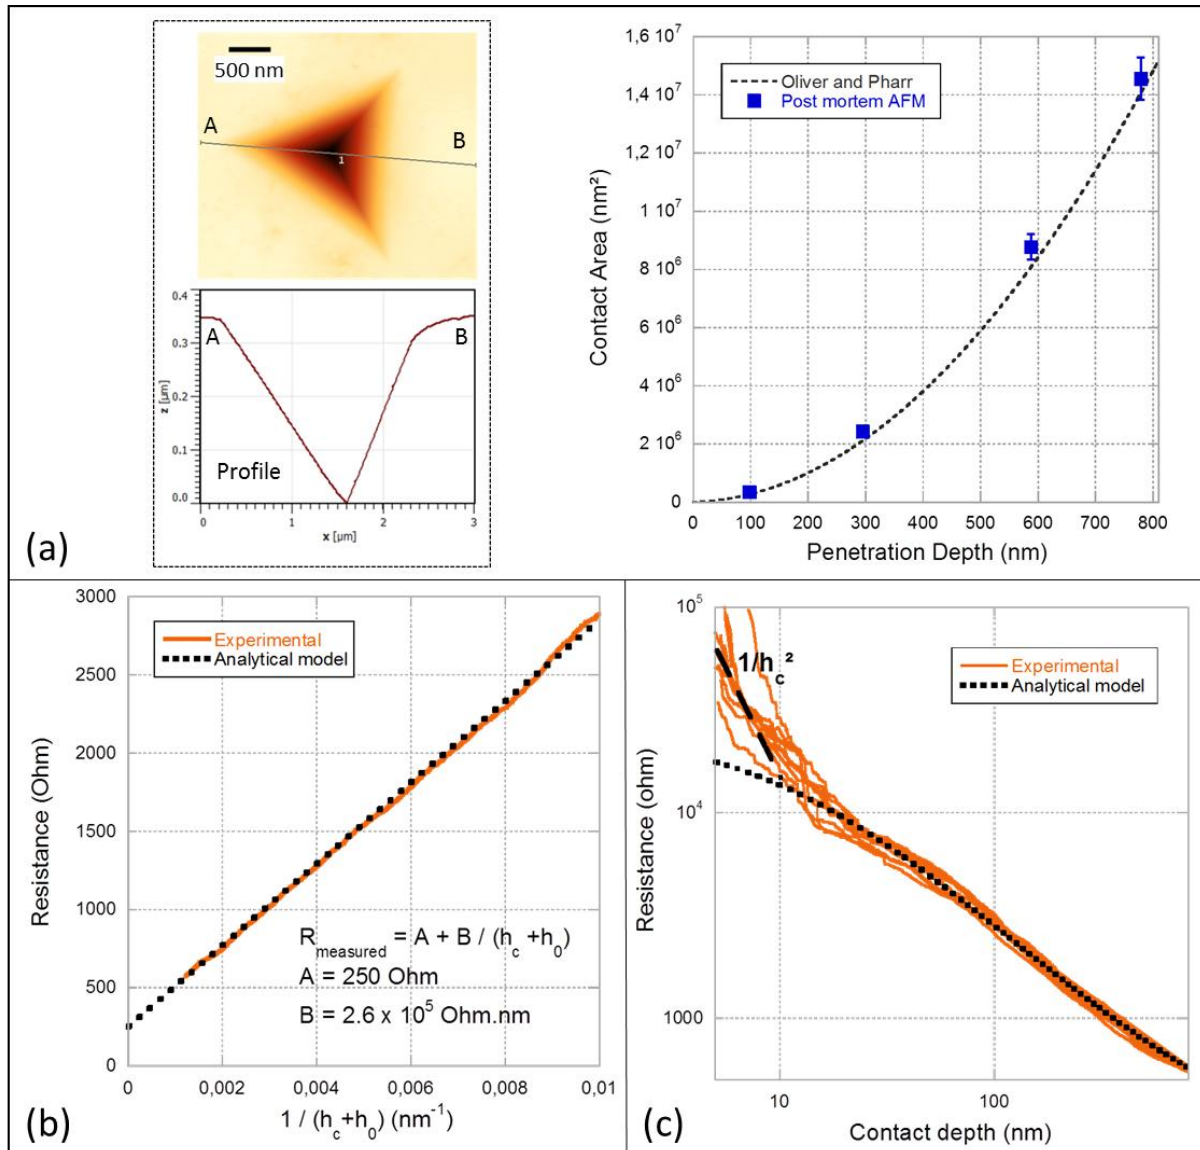 500 nm
A
B
1
0.4
0.3
0.2
0.1
0.0
z [µm]
A
B
Profile
0
1
2
3
x [µm]
(a)
1,6 10⁷
1,4 10⁷
1,2 10⁷
1 10⁷
8 10⁶
6 10⁶
4 10⁶
2 10⁶
0
Contact Area (nm²)
Oliver and Pharr
Post mortem AFM
0 100 200 300 400 500 600 700 800
Penetration Depth (nm)
3000
2500
2000
1500
1000
500
0
Resistance (Ohm)
Experimental
Analytical model
R_measured = A + B / (h_c +h_0)
A = 250 Ohm
B = 2.6 x 10⁵ Ohm.nm
0 0,002 0,004 0,006 0,008 0,01
1 / (h_c+h_0) (nm⁻¹)
(b)
10⁵
10⁴
1000
Resistance (ohm)
1/h_c²
Experimental
Analytical model
10 100
Contact depth (nm)
(c)